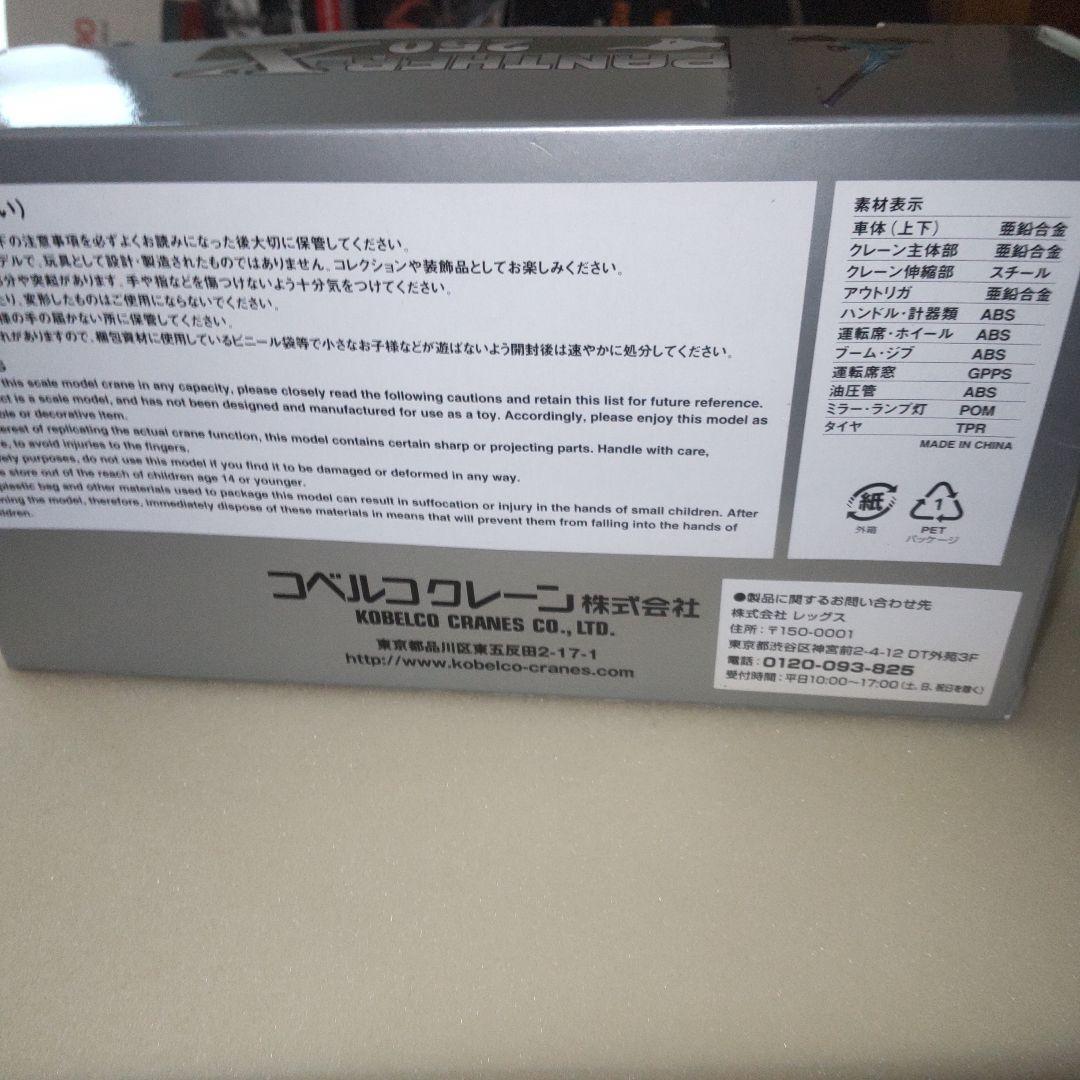 PANTHER X
250
い)
下の注意事項を必ずよくお読みになった後大切に保管してください。
デルで、玩具として設計・製造されたものではありません。コレクションや装飾品としてお楽しみください。
分や突起があります。手や指などを傷つけないよう十分気をつけてください。
たり、変形したものはご使用にならないでください。
様の手の届かない所に保管してください。
れがありますので、梱包資材に使用しているビニール袋等で小さなお子様などが遊ばないよう開封後は速やかに処分してください。
this scale model crane in any capacity, please closely read the following cautions and retain this list for future reference.
ct is a scale model, and has not been designed and manufactured for use as a toy. Accordingly, please enjoy this model as
ble or decorative item.
erest of replicating the actual crane function, this model contains certain sharp or projecting parts. Handle with care,
e, to avoid injuries to the fingers.
ety purposes, do not use this model if you find it to be damaged or deformed in any way.
store out of the reach of children age 14 or younger.
plastic bag and other materials used to package this model can result in suffocation or injury in the hands of small children. After
ning the model, therefore, immediately dispose of these materials in means that will prevent them from falling into the hands of
ildren.
素材表示
車体(上下) 亜鉛合金
クレーン主体部 亜鉛合金
クレーン伸縮部 スチール
アウトリガ 亜鉛合金
ハンドル・計器類 ABS
運転席・ホイール ABS
ブーム・ジブ ABS
運転席窓 GPPS
油圧管 ABS
ミラー・ランプ灯 POM
タイヤ TPR
MADE IN CHINA
紙 1
外箱 PET
パッケージ
コベルコクレーン株式会社
KOBELCO CRANES CO., LTD.
東京都品川区東五反田2-17-1
http://www.kobelco-cranes.com
●製品に関するお問い合わせ先
株式会社 レッグス
住所:〒150-0001
東京都渋谷区神宮前2-4-12 DT外苑3F
電話:0120-093-825
受付時間:平日10:00〜17:00(土、日、祝日を除く)